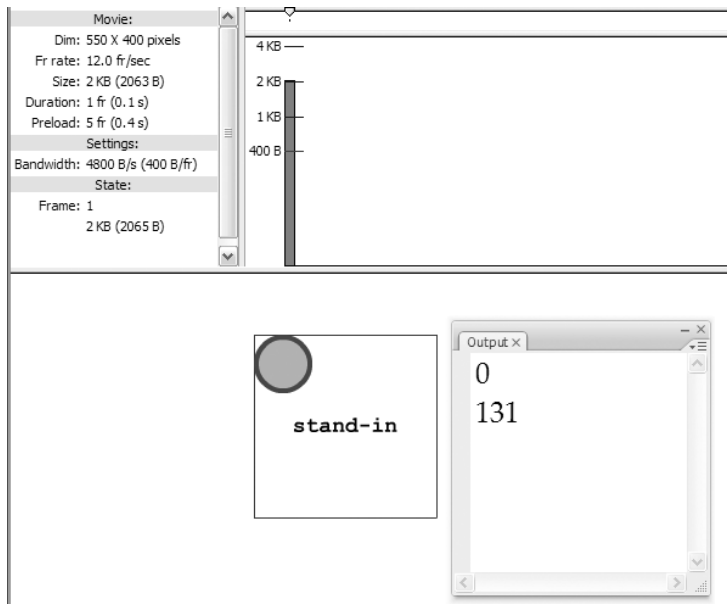 Movie:
Dim: 550 X 400 pixels
Fr rate: 12.0 fr/sec
Size: 2 KB (2063 B)
Duration: 1 fr (0.1 s)
Preload: 5 fr (0.4 s)
Settings:
Bandwidth: 4800 B/s (400 B/fr)
State:
Frame: 1
2 KB (2065 B)
4 KB
2 KB
1 KB
400 B
stand-in
Output
0
131